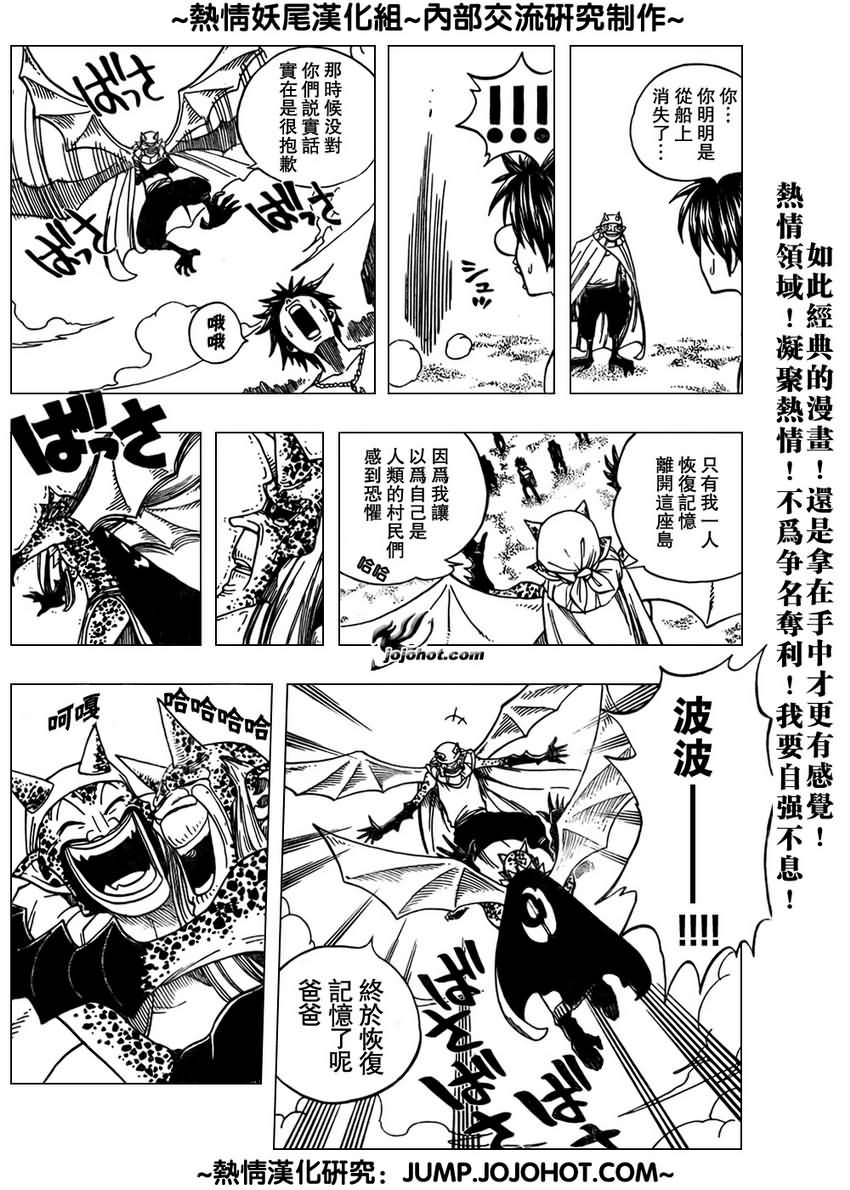 ~熱情妖尾漢化組~內部交流研究制作~
你…
你明明是
從船上
消失了…
!!!
シュッ
那時候没對
你們説實話
實在是很抱歉
ばっさ
ばさ
ばさ
哦
哦
只有我一人
恢復記憶
離開這座島
因爲我讓
以爲自己是
人類的村民們
感到恐懼
哈哈
ばっさ
jojohot.com
波波——!!!!
終於恢復
記憶了呢
爸爸
哈哈哈哈
呵嘎
如此經典的漫畫！還是拿在手中才更有感覺！
熱情領域！凝聚熱情！不爲争名奪利！我要自强不息！
~熱情漢化研究：JUMP.JOJOHOT.COM~